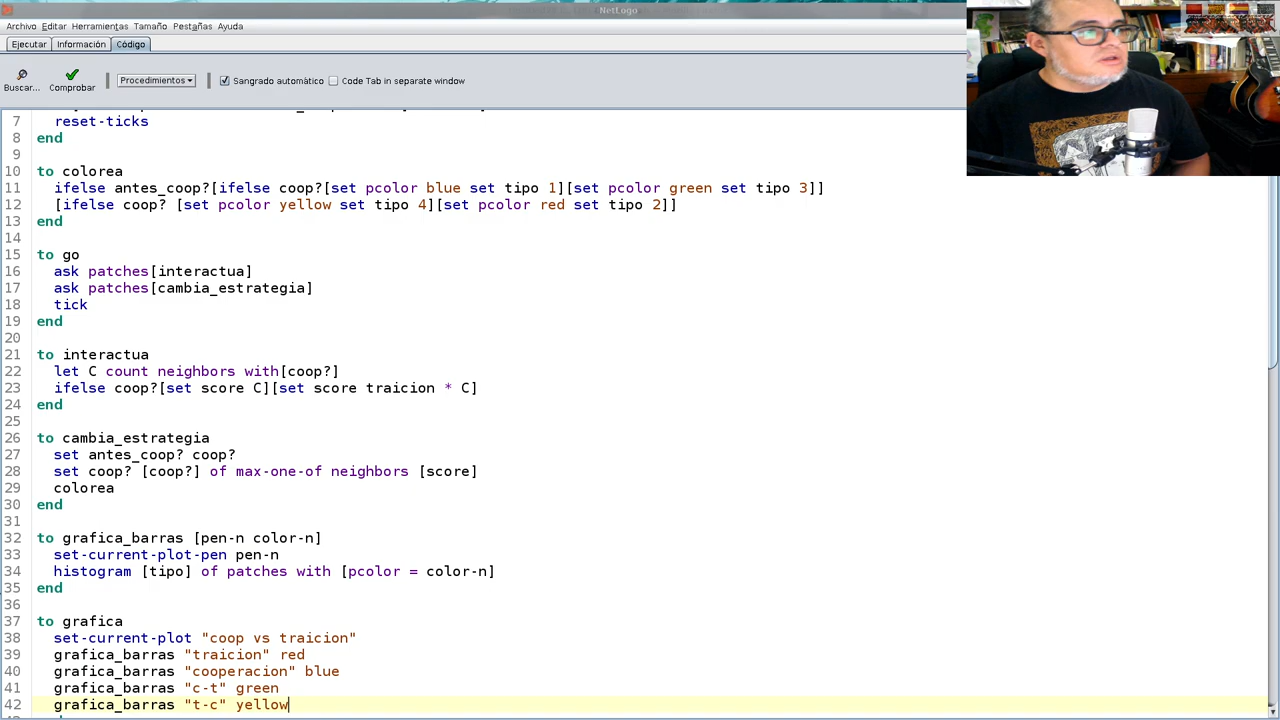 NetLogo
Archivo Editar Herramientas Tamaño Pestañas Ayuda
Ejecutar Información Código
Buscar... Comprobar Procedimientos Sangrado automático Code Tab in separate window
7 reset-ticks
8 end
9
10 to colorea
11 ifelse antes_coop?[ifelse coop?[set pcolor blue set tipo 1][set pcolor green set tipo 3]]
12 [ifelse coop? [set pcolor yellow set tipo 4][set pcolor red set tipo 2]]
13 end
14
15 to go
16 ask patches[interactua]
17 ask patches[cambia_estrategia]
18 tick
19 end
20
21 to interactua
22 let C count neighbors with[coop?]
23 ifelse coop?[set score C][set score traicion * C]
24 end
25
26 to cambia_estrategia
27 set antes_coop? coop?
28 set coop? [coop?] of max-one-of neighbors [score]
29 colorea
30 end
31
32 to grafica_barras [pen-n color-n]
33 set-current-plot-pen pen-n
34 histogram [tipo] of patches with [pcolor = color-n]
35 end
36
37 to grafica
38 set-current-plot "coop vs traicion"
39 grafica_barras "traicion" red
40 grafica_barras "cooperacion" blue
41 grafica_barras "c-t" green
42 grafica_barras "t-c" yellow